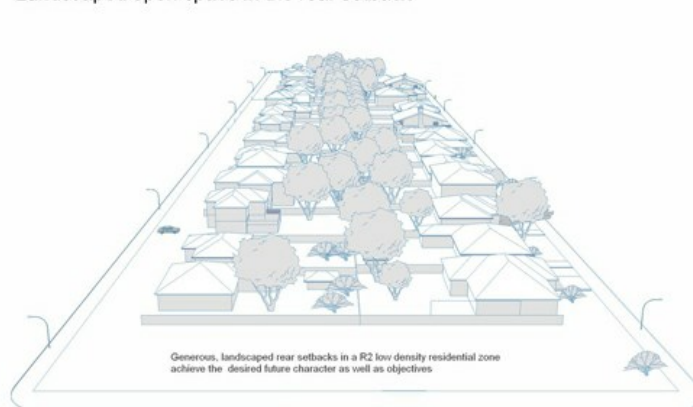 Generous, landscaped rear setbacks in a R2 low density residential zone
achieve the desired future character as well as objectives